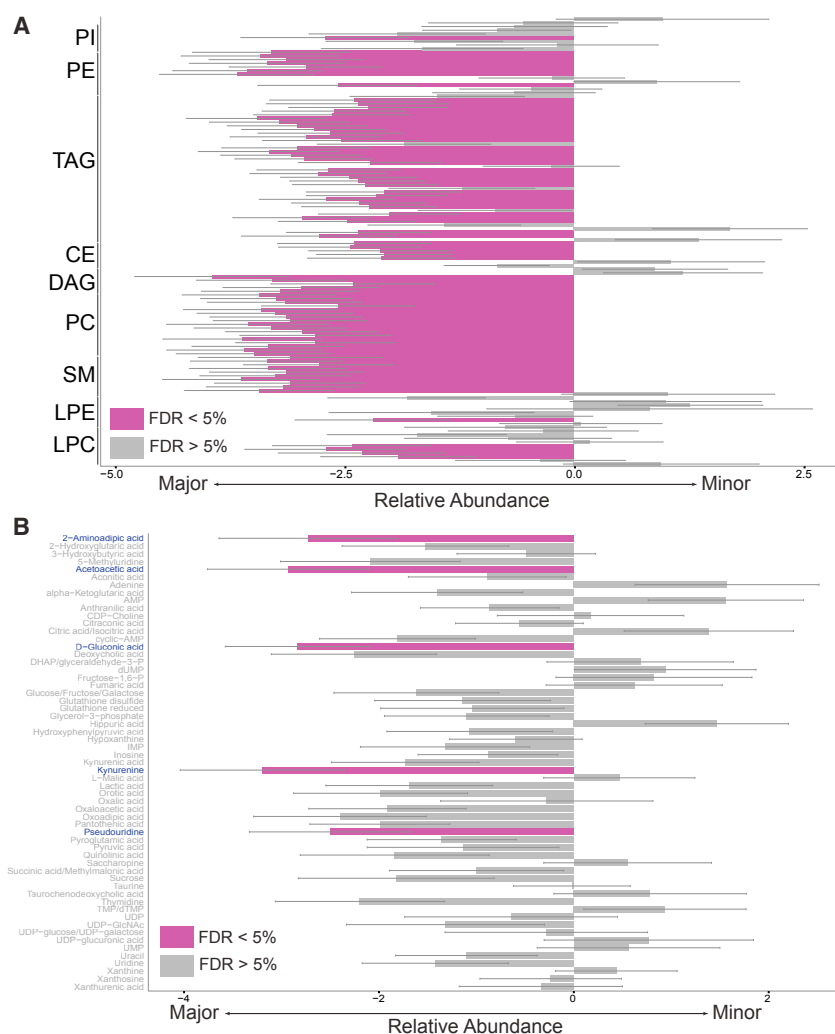 A
PI
PE
TAG
CE
DAG
PC
SM
LPE
LPC
FDR < 5%
FDR > 5%
−5.0 −2.5 0.0 2.5
Major Minor
Relative Abundance
B
2−Aminoadipic acid
2−Hydroxyglutaric acid
3−Hydroxybutyric acid
5−Methyluridine
Acetoacetic acid
Aconitic acid
Adenine
alpha−Ketoglutaric acid
AMP
Anthranilic acid
CDP−Choline
Citraconic acid
Citric acid/Isocitric acid
cyclic−AMP
D−Gluconic acid
Deoxycholic acid
DHAP/glyceraldehyde−3−P
dUMP
Fructose−1,6−P
Fumaric acid
Glucose/Fructose/Galactose
Glutathione disulfide
Glutathione reduced
Glycerol−3−phosphate
Hippuric acid
Hydroxyphenylpyruvic acid
Hypoxanthine
IMP
Inosine
Kynurenic acid
Kynurenine
L−Malic acid
Lactic acid
Orotic acid
Oxalic acid
Oxaloacetic acid
Oxoadipic acid
Pantothenic acid
Pseudouridine
Pyroglutamic acid
Pyruvic acid
Quinolinic acid
Saccharopine
Succinic acid/Methylmalonic acid
Sucrose
Taurine
Taurochenodeoxycholic acid
Thymidine
TMP/dTMP
UDP
UDP−GlcNAc
UDP−glucose/UDP−galactose
UDP−glucuronic acid
UMP
Uracil
Uridine
Xanthine
Xanthosine
Xanthurenic acid
FDR < 5%
FDR > 5%
−4 −2 0 2
Major Minor
Relative Abundance